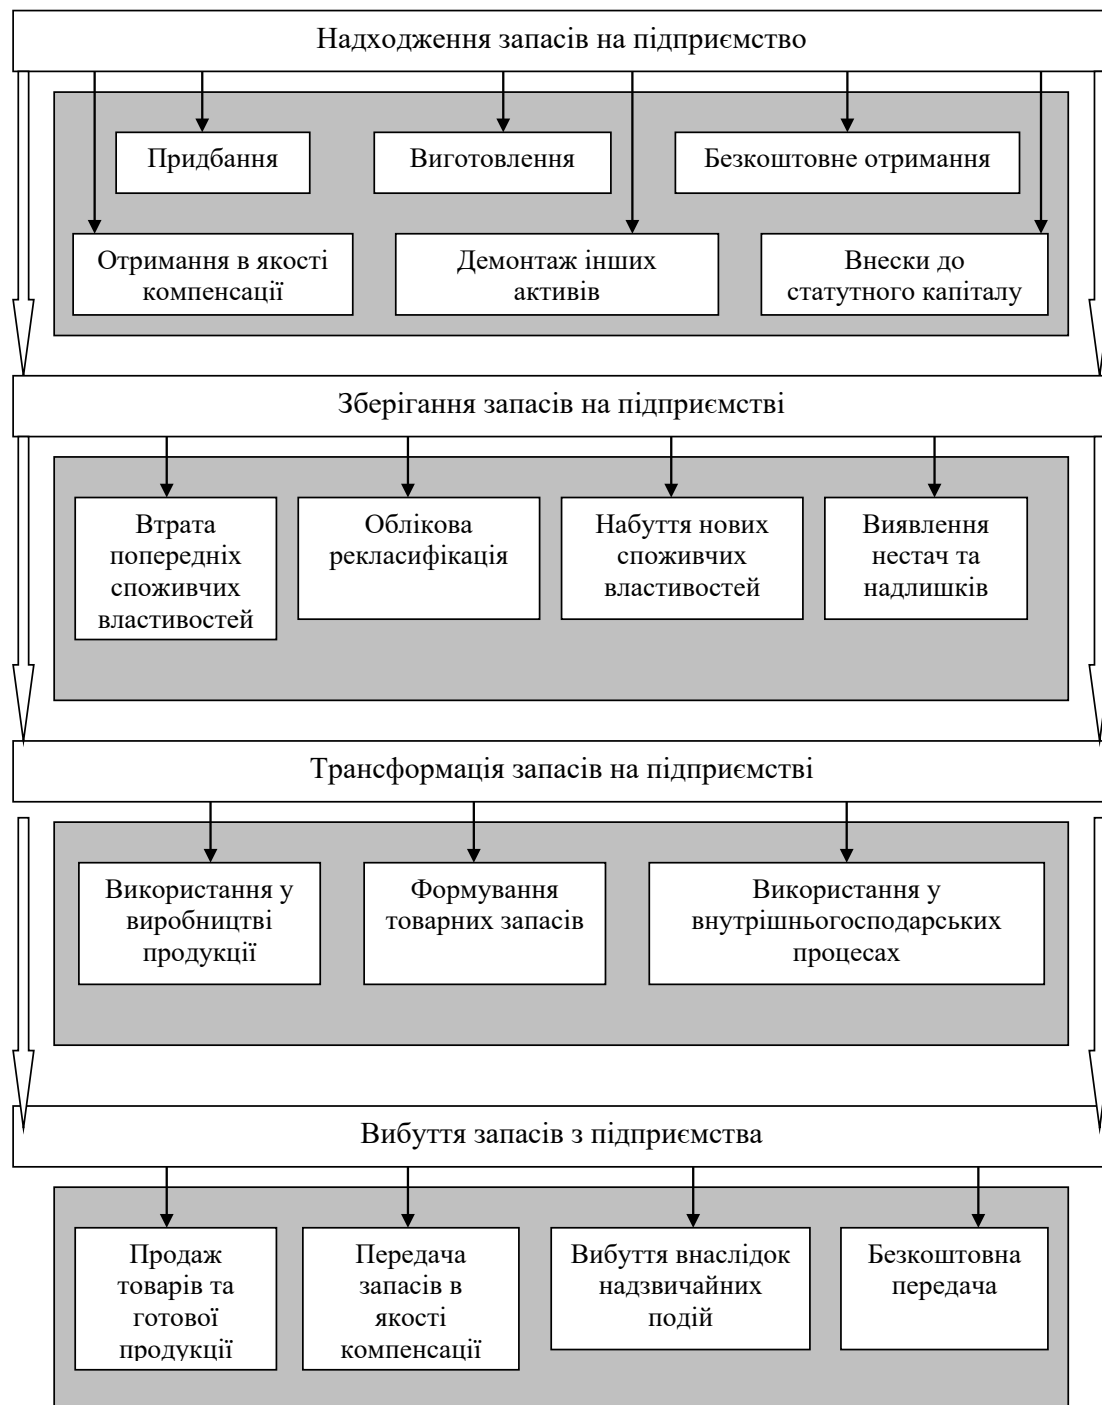 Надходження запасів на підприємство
Придбання
Виготовлення
Безкоштовне отримання
Отримання в якості
компенсації
Демонтаж інших
активів
Внески до
статутного капіталу
Зберігання запасів на підприємстві
Втрата
попередніх
споживчих
властивостей
Облікова
рекласифікація
Набуття нових
споживчих
властивостей
Виявлення
нестач та
надлишків
Трансформація запасів на підприємстві
Використання у
виробництві
продукції
Формування
товарних запасів
Використання у
внутрішньогосподарських
процесах
Вибуття запасів з підприємства
Продаж
товарів та
готової
продукції
Передача
запасів в
якості
компенсації
Вибуття внаслідок
надзвичайних
подій
Безкоштовна
передача